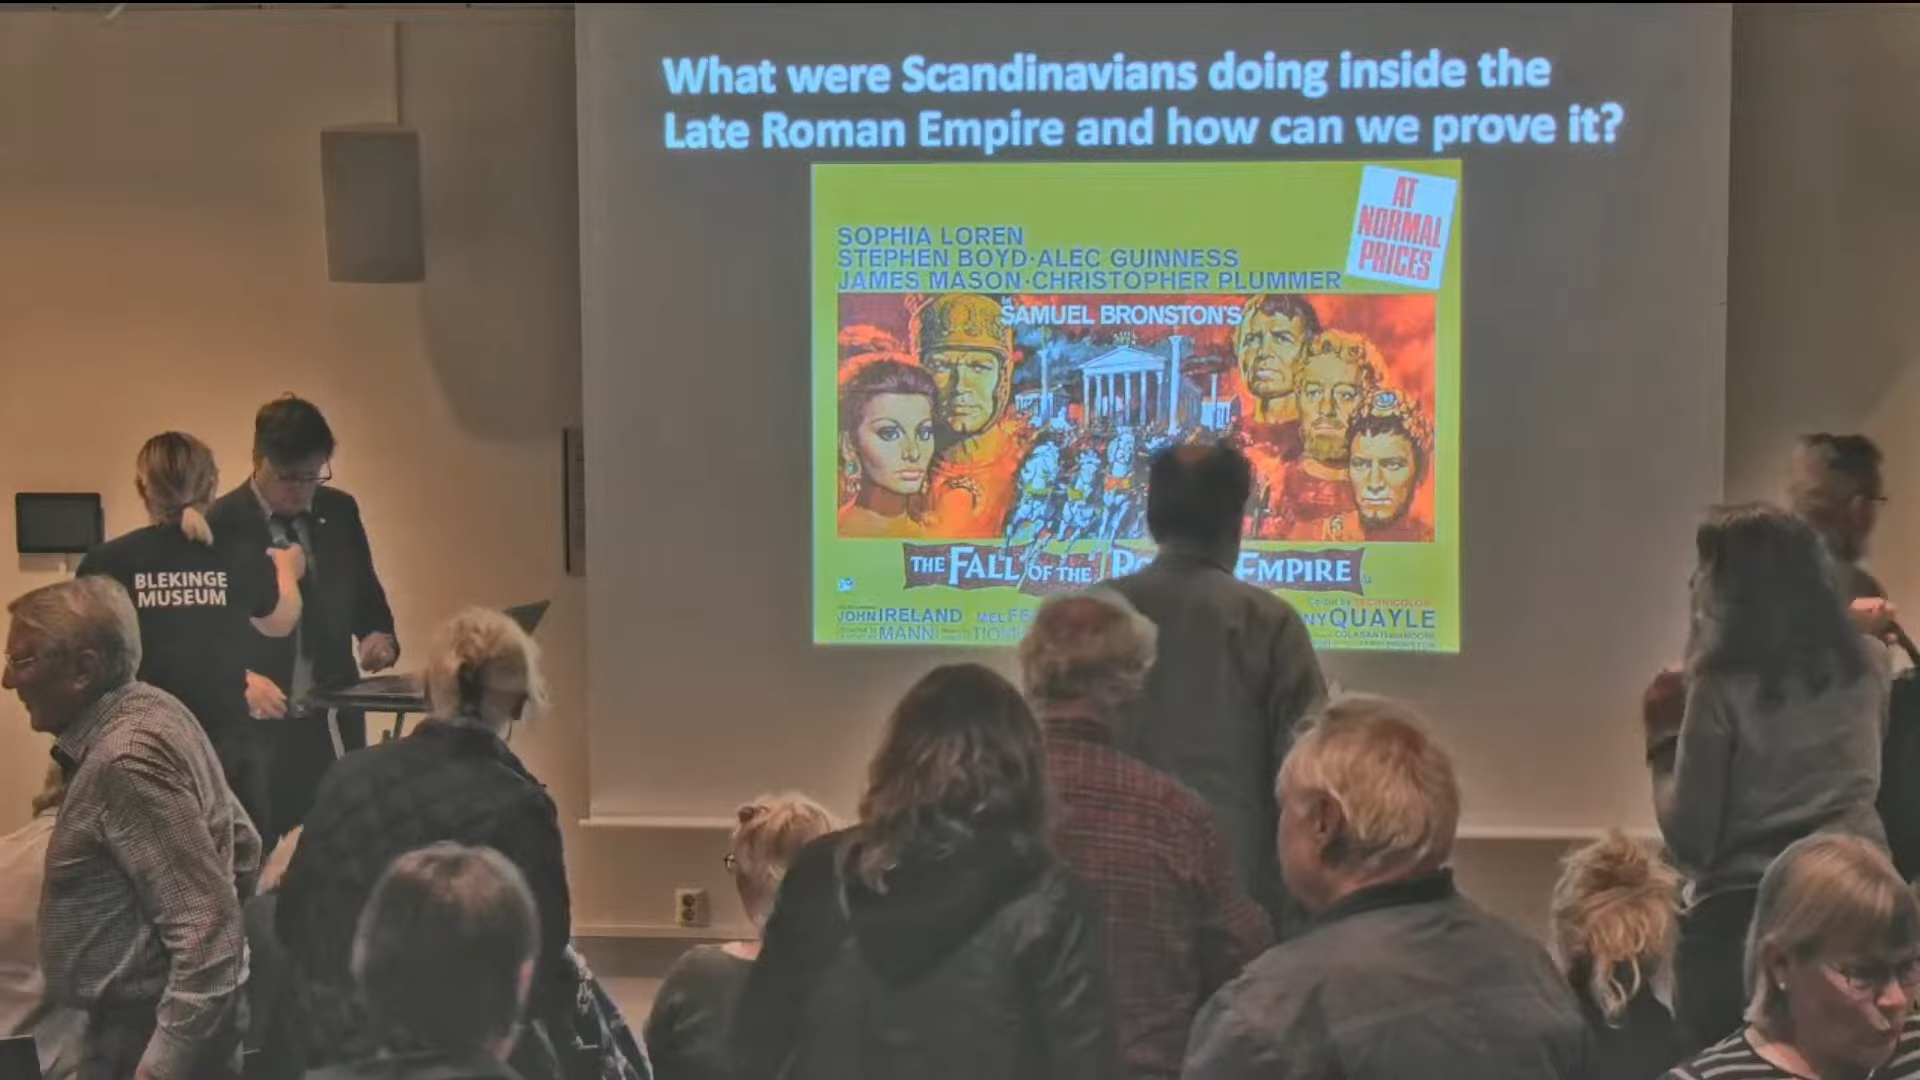 What were Scandinavians doing inside the
Late Roman Empire and how can we prove it?
AT
NORMAL
PRICES
SOPHIA LOREN
STEPHEN BOYD·ALEC GUINNESS
JAMES MASON·CHRISTOPHER PLUMMER
SAMUEL BRONSTON'S
THE FALL OF THE EMPIRE
JOHN IRELAND MEL QUAYLE
MANN
BLEKINGE
MUSEUM